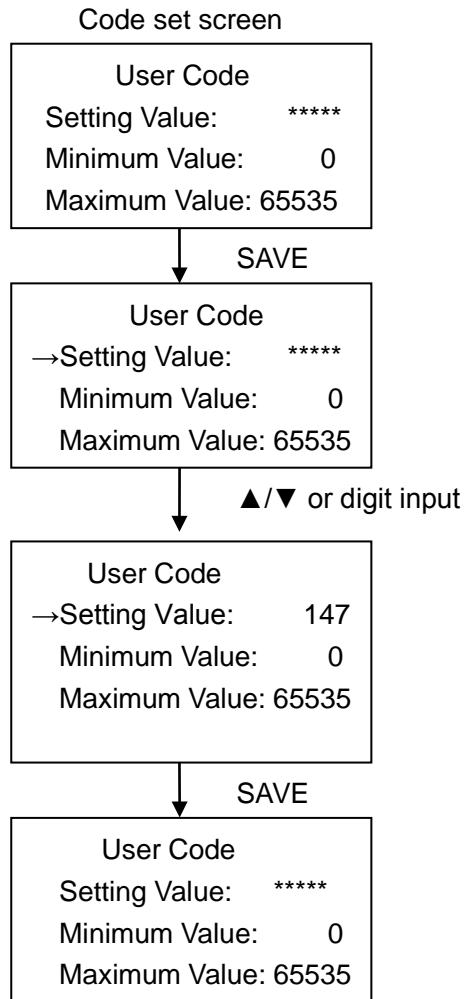 Code set screen
User Code
Setting Value: *****
Minimum Value: 0
Maximum Value: 65535
SAVE
User Code
→Setting Value: *****
Minimum Value: 0
Maximum Value: 65535
▲/▼ or digit input
User Code
→Setting Value: 147
Minimum Value: 0
Maximum Value: 65535
SAVE
User Code
Setting Value: *****
Minimum Value: 0
Maximum Value: 65535